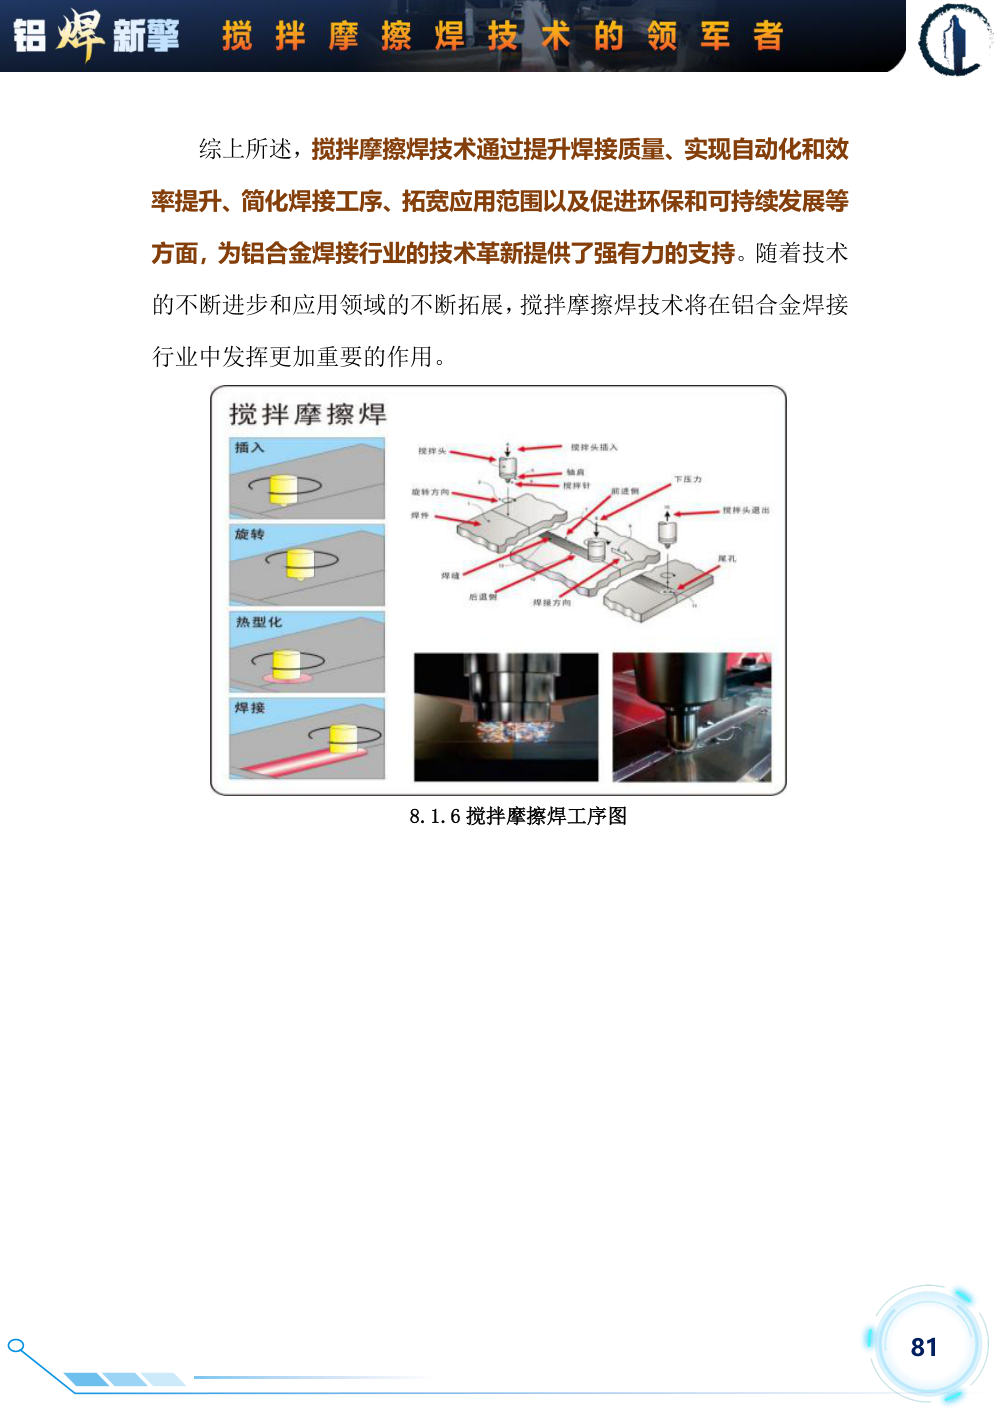 铝焊新擎 搅拌摩擦焊技术的领军者
综上所述，搅拌摩擦焊技术通过提升焊接质量、实现自动化和效
率提升、简化焊接工序、拓宽应用范围以及促进环保和可持续发展等
方面，为铝合金焊接行业的技术革新提供了强有力的支持。随着技术
的不断进步和应用领域的不断拓展，搅拌摩擦焊技术将在铝合金焊接
行业中发挥更加重要的作用。
搅拌摩擦焊
插入
旋转
热型化
焊接
搅拌头
搅拌头插入
轴肩
搅拌针
旋转方向
前进侧
下压力
焊件
搅拌头退出
尾孔
焊缝
后退侧
焊接方向
8.1.6 搅拌摩擦焊工序图
81